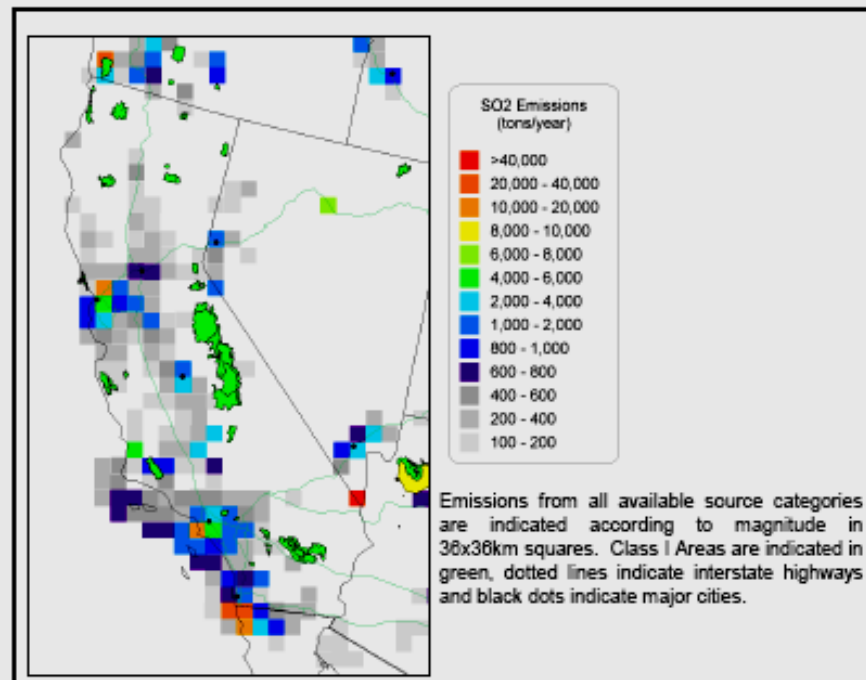 SO2 Emissions
(tons/year)
>40,000
20,000 - 40,000
10,000 - 20,000
8,000 - 10,000
6,000 - 8,000
4,000 - 6,000
2,000 - 4,000
1,000 - 2,000
800 - 1,000
600 - 800
400 - 600
200 - 400
100 - 200
Emissions from all available source categories
are indicated according to magnitude in
36x36km squares. Class I Areas are indicated in
green, dotted lines indicate interstate highways
and black dots indicate major cities.